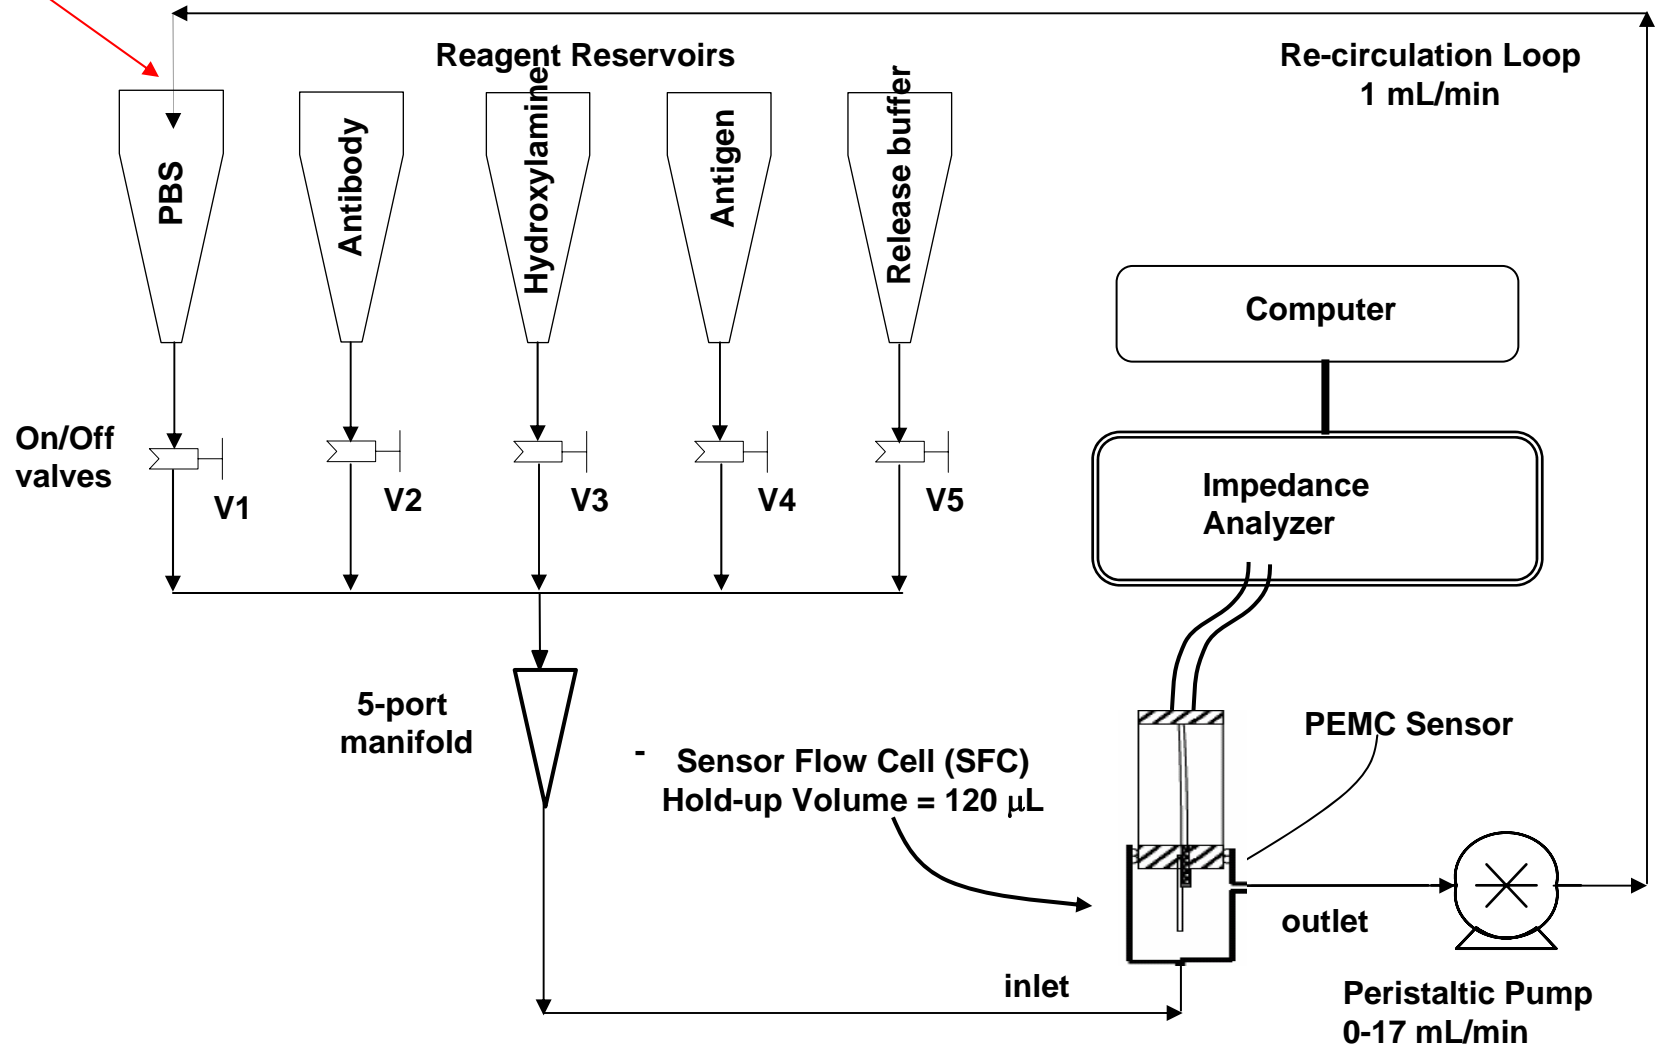 Reagent Reservoirs
Re-circulation Loop
1 mL/min
PBS
Antibody
Hydroxylamine
Antigen
Release buffer
Computer
On/Off
valves
V1
V2
V3
V4
V5
Impedance
Analyzer
5-port
manifold
- Sensor Flow Cell (SFC)
Hold-up Volume = 120 μL
PEMC Sensor
outlet
inlet
Peristaltic Pump
0-17 mL/min